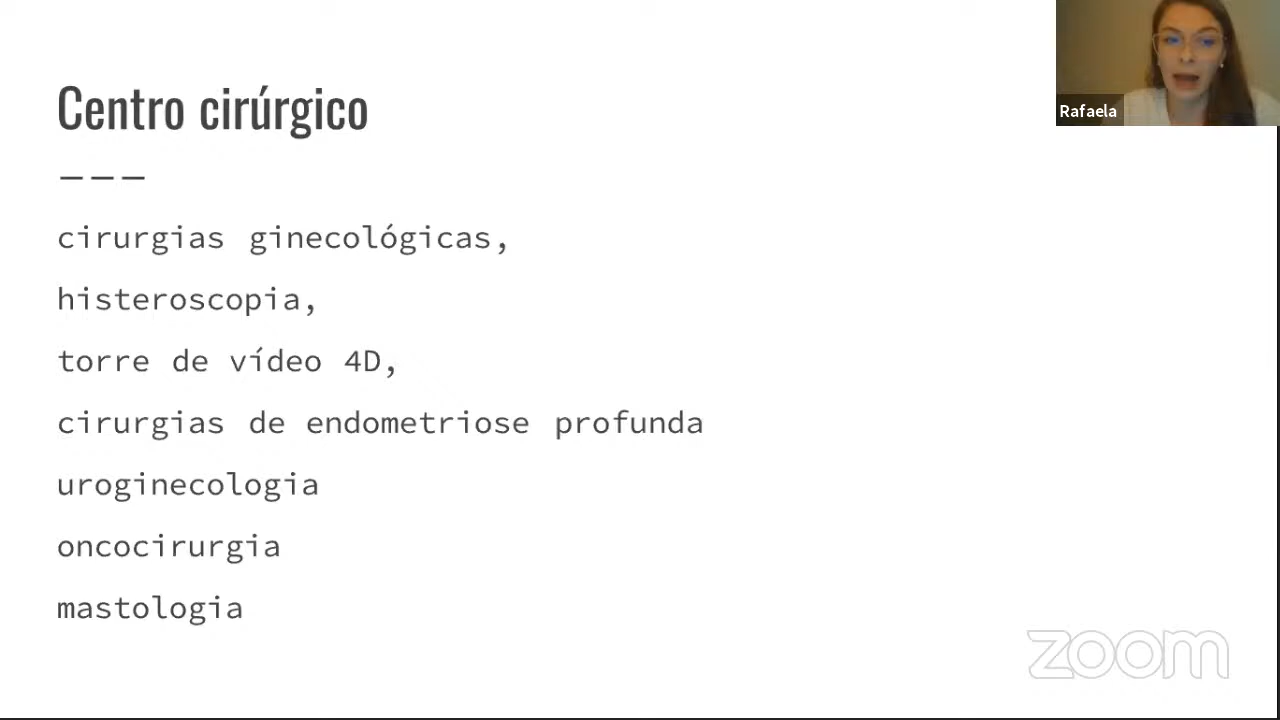 Centro cirúrgico
Rafaela
cirurgias ginecológicas,
histeroscopia,
torre de vídeo 4D,
cirurgias de endometriose profunda
uroginecologia
oncocirurgia
mastologia
zoom